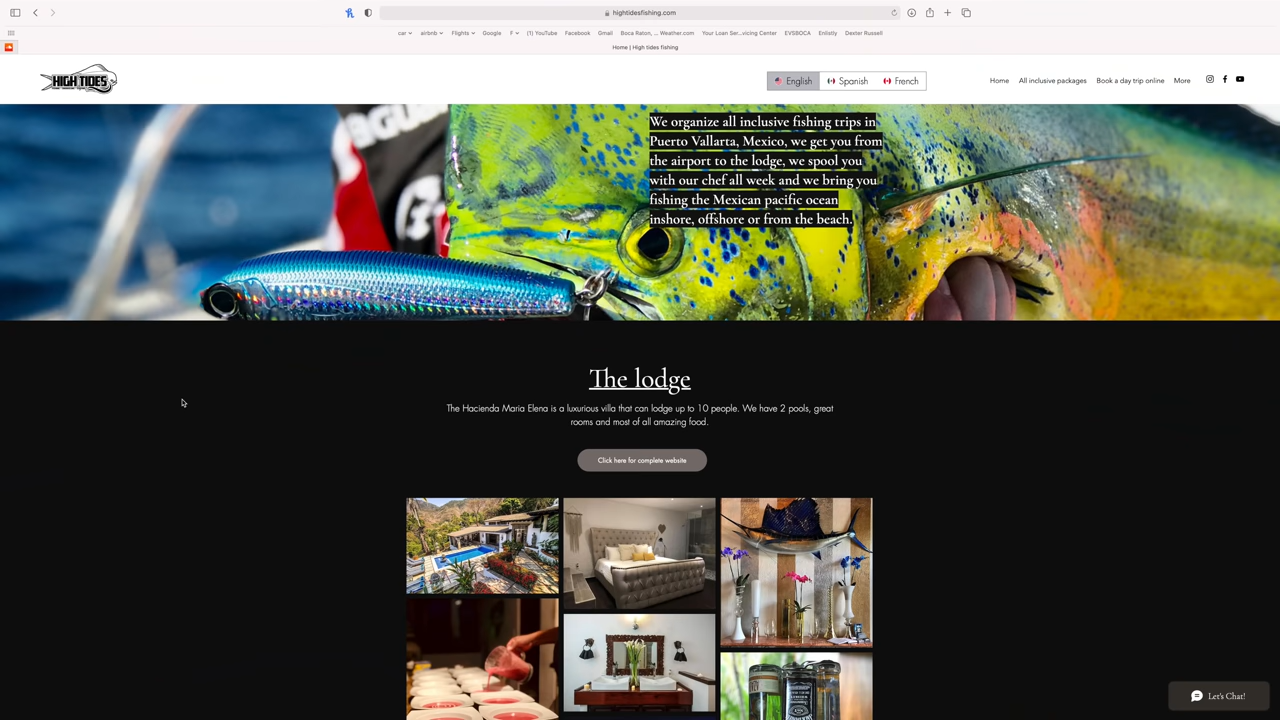 hightidesfishing.com
car
airbnb
Flights
Google
F
(1) YouTube
Facebook
Gmail
Boca Raton, ... Weather.com
Your Loan Ser...vicing Center
EVSBOCA
Enlistly
Dexter Russell
Home | High tides fishing
HIGH TIDES
English
Spanish
French
Home
All inclusive packages
Book a day trip online
More
We organize all inclusive fishing trips in
Puerto Vallarta, Mexico, we get you from
the airport to the lodge, we spool you
with our chef all week and we bring you
fishing the Mexican pacific ocean
inshore, offshore or from the beach.
The lodge
The Hacienda Maria Elena is a luxurious villa that can lodge up to 10 people. We have 2 pools, great
rooms and most of all amazing food.
Click here for complete website
Let's Chat!